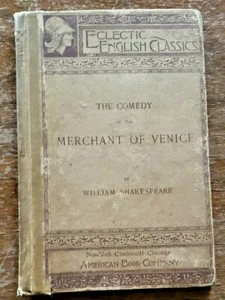 Eclectic
English Classics
THE COMEDY
OF THE
MERCHANT OF VENICE
BY
WILLIAM SHAKESPEARE
New York Cincinnati Chicago
American Book Company